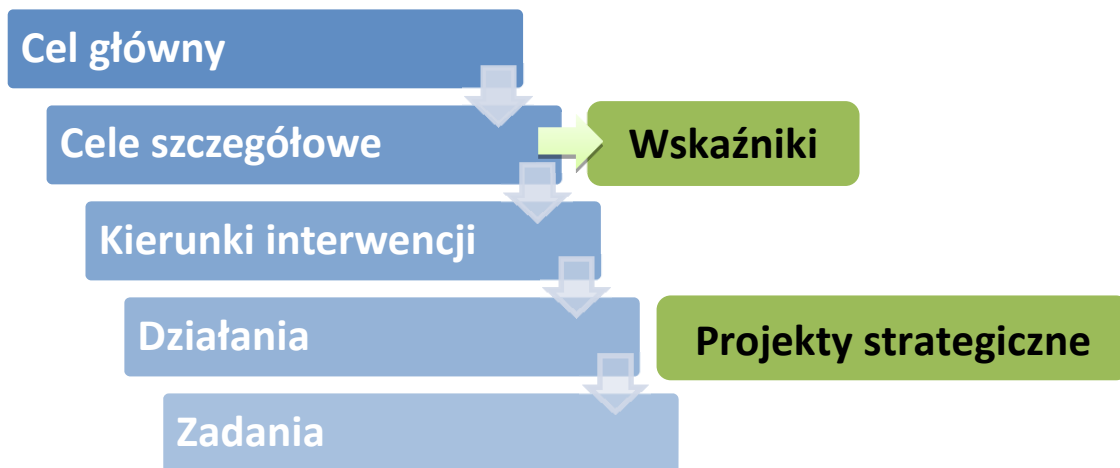 Cel główny
Cele szczegółowe
Wskaźniki
Kierunki interwencji
Działania
Projekty strategiczne
Zadania